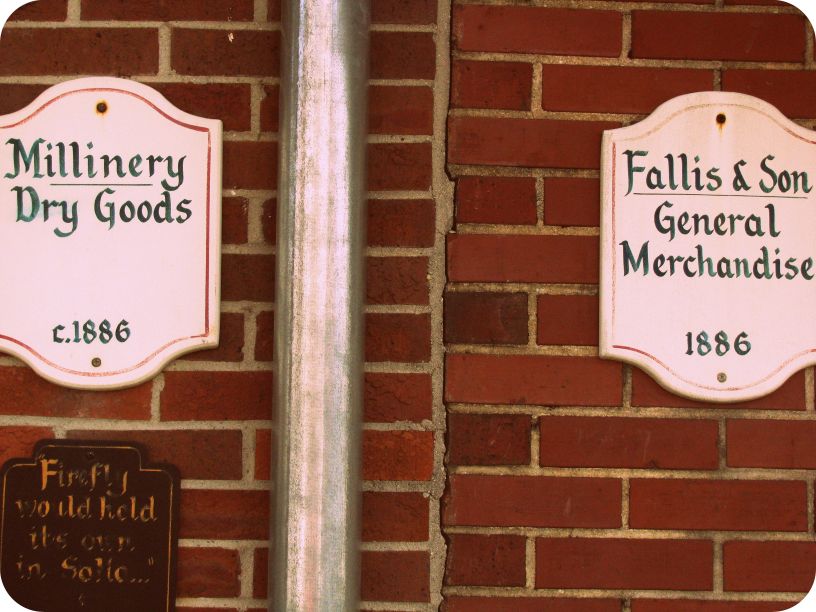 Millinery
Dry Goods
c.1886
Fallis & Son
General
Merchandise
1886
"Firefly
would hold
its own
in SoHo..."